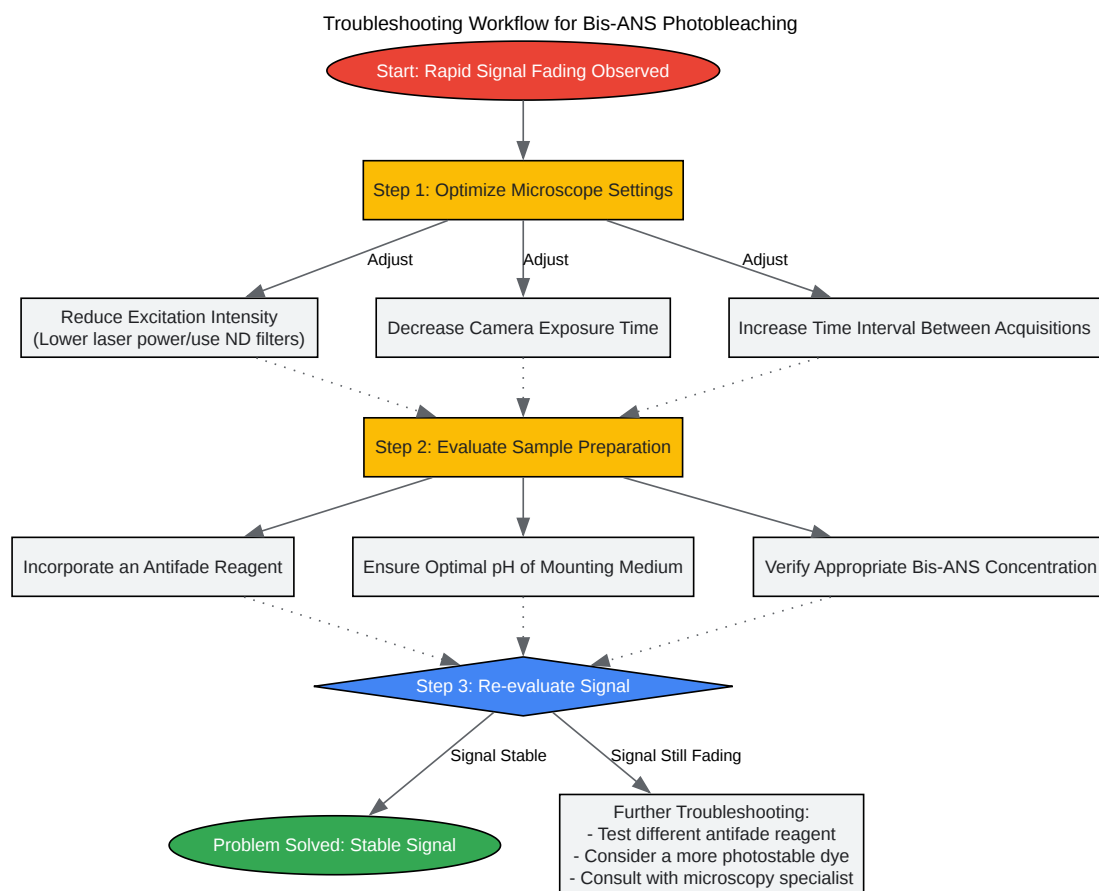 Troubleshooting Workflow for Bis-ANS Photobleaching
Start: Rapid Signal Fading Observed
Step 1: Optimize Microscope Settings
Adjust
Adjust
Adjust
Reduce Excitation Intensity
(Lower laser power/use ND filters)
Decrease Camera Exposure Time
Increase Time Interval Between Acquisitions
Step 2: Evaluate Sample Preparation
Incorporate an Antifade Reagent
Ensure Optimal pH of Mounting Medium
Verify Appropriate Bis-ANS Concentration
Step 3: Re-evaluate Signal
Signal Stable
Signal Still Fading
Problem Solved: Stable Signal
Further Troubleshooting:
- Test different antifade reagent
- Consider a more photostable dye
- Consult with microscopy specialist